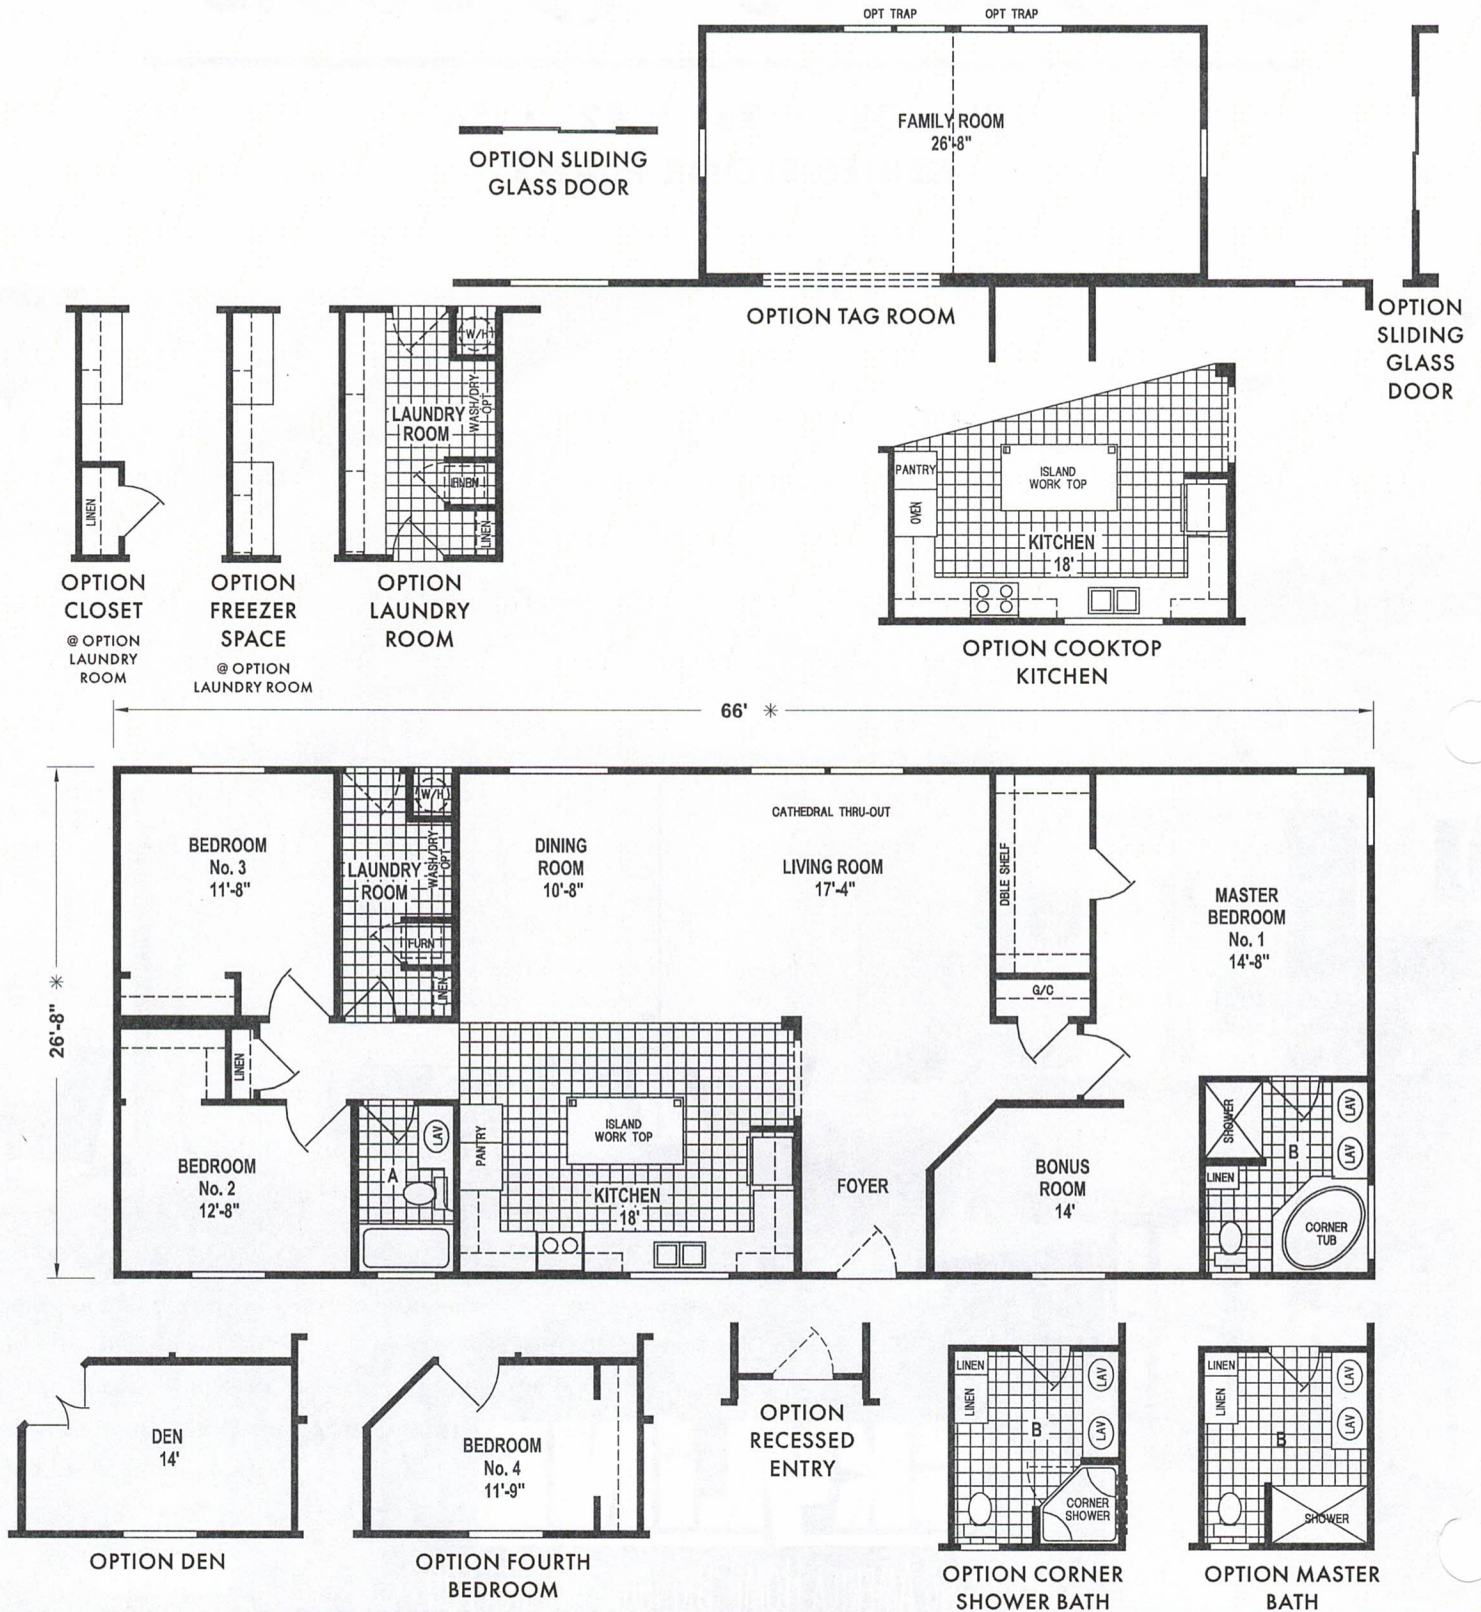 OPT TRAP
OPT TRAP
FAMILY ROOM
26'-8"
OPTION SLIDING
GLASS DOOR
OPTION TAG ROOM
OPTION
SLIDING
GLASS
DOOR
LINEN
OPTION
CLOSET
@ OPTION
LAUNDRY
ROOM
OPTION
FREEZER
SPACE
@ OPTION
LAUNDRY ROOM
W/H
WASH/DRY
OPT
LAUNDRY
ROOM
LINEN
OPTION
LAUNDRY
ROOM
PANTRY
ISLAND
WORK TOP
OVEN
KITCHEN
18'
OPTION COOKTOP
KITCHEN
66' *
26'-8" *
BEDROOM
No. 3
11'-8"
W/H
WASH/DRY
OPT
LAUNDRY
ROOM
FURN
LINEN
DINING
ROOM
10'-8"
CATHEDRAL THRU-OUT
LIVING ROOM
17'-4"
DBLE SHELF
G/C
MASTER
BEDROOM
No. 1
14'-8"
LINEN
BEDROOM
No. 2
12'-8"
LAV
A
PANTRY
ISLAND
WORK TOP
KITCHEN
18'
FOYER
BONUS
ROOM
14'
SHOWER
LAV
B
LAV
LINEN
CORNER
TUB
DEN
14'
OPTION DEN
BEDROOM
No. 4
11'-9"
OPTION FOURTH
BEDROOM
OPTION
RECESSED
ENTRY
LINEN
LINEN
LAV
B
LAV
CORNER
SHOWER
OPTION CORNER
SHOWER BATH
LINEN
LINEN
LAV
LAV
B
SHOWER
OPTION MASTER
BATH